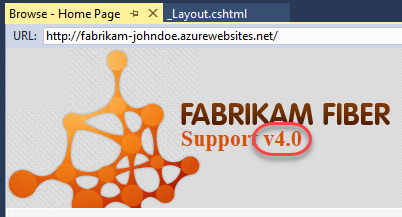 Browse - Home Page
_Layout.cshtml
URL: http://fabrikam-johndoe.azurewebsites.net/
FABRIKAM FIBER
Support v4.0